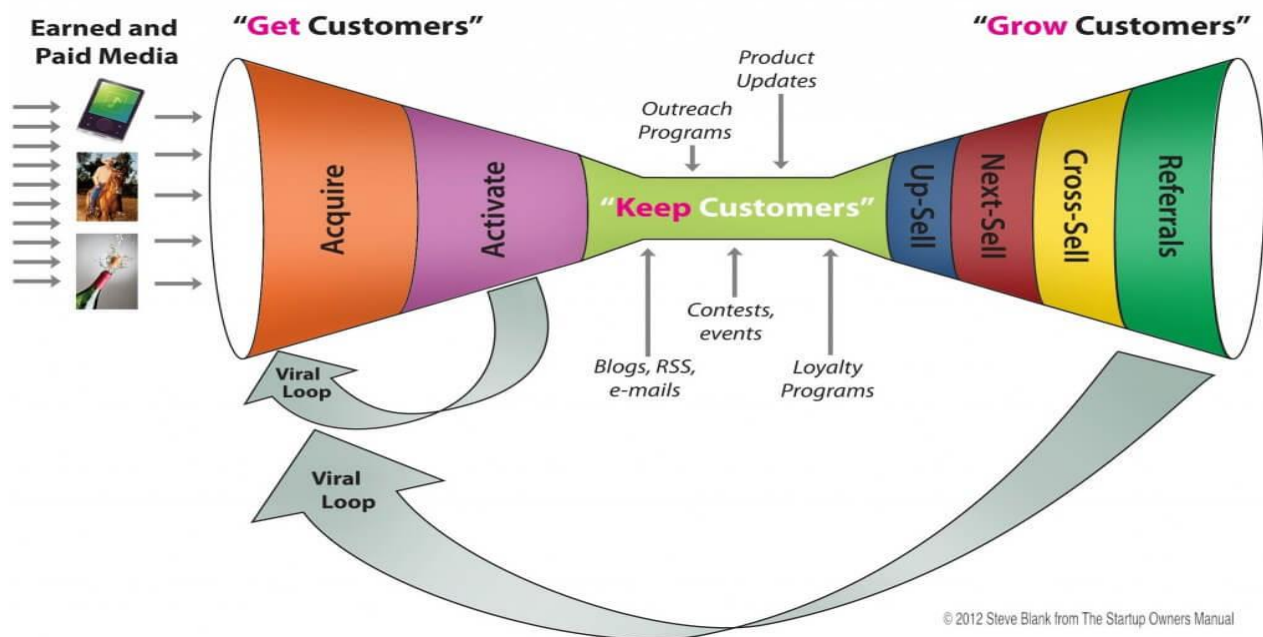 Earned and
Paid Media
"Get Customers"
"Grow Customers"
Product
Updates
Outreach
Programs
Acquire
Activate
"Keep Customers"
Up-Sell
Next-Sell
Cross-Sell
Referrals
Contests,
events
Blogs, RSS,
e-mails
Loyalty
Programs
Viral
Loop
Viral
Loop
© 2012 Steve Blank from The Startup Owners Manual